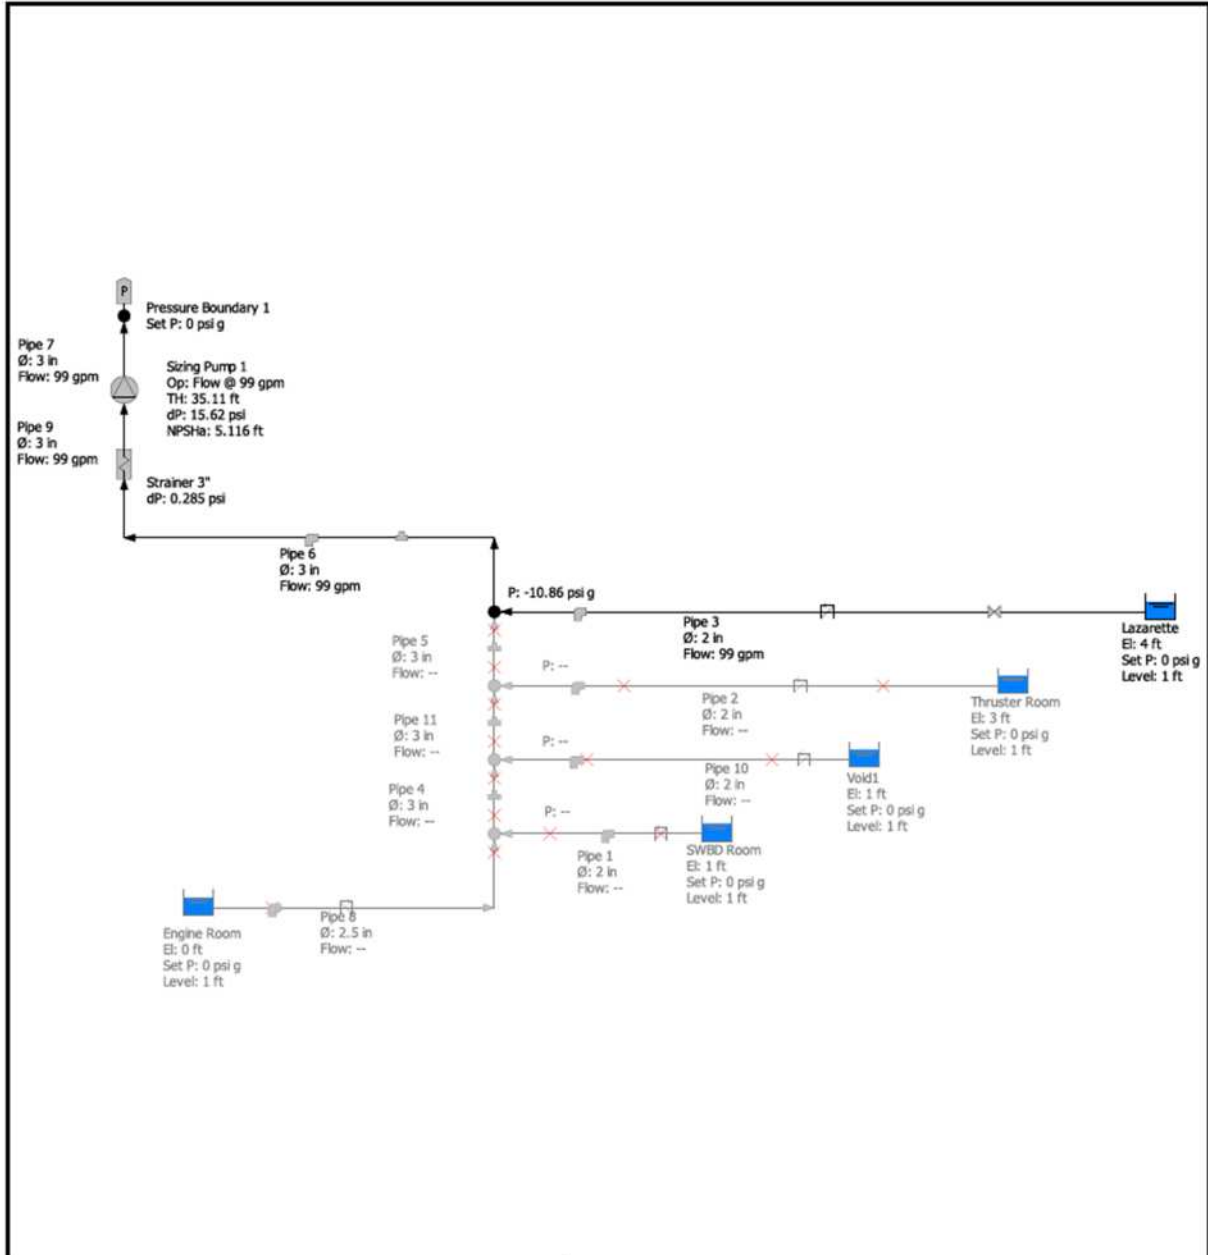 P
Pressure Boundary 1
Set P: 0 psi g
Pipe 7
Ø: 3 in
Flow: 99 gpm
Sizing Pump 1
Op: Flow @ 99 gpm
TH: 35.11 ft
dP: 15.62 psi
NPSHa: 5.116 ft
Pipe 9
Ø: 3 in
Flow: 99 gpm
Strainer 3"
dP: 0.285 psi
Pipe 6
Ø: 3 in
Flow: 99 gpm
P: -10.86 psi g
Pipe 3
Ø: 2 in
Flow: 99 gpm
Lazarette
El: 4 ft
Set P: 0 psi g
Level: 1 ft
Pipe 5
Ø: 3 in
Flow: --
P: --
Pipe 2
Ø: 2 in
Flow: --
Thruster Room
El: 3 ft
Set P: 0 psi g
Level: 1 ft
Pipe 11
Ø: 3 in
Flow: --
P: --
Pipe 10
Ø: 2 in
Flow: --
Void1
El: 1 ft
Set P: 0 psi g
Level: 1 ft
Pipe 4
Ø: 3 in
Flow: --
P: --
Pipe 1
Ø: 2 in
Flow: --
SWBD Room
El: 1 ft
Set P: 0 psi g
Level: 1 ft
Pipe 8
Ø: 2.5 in
Flow: --
Engine Room
El: 0 ft
Set P: 0 psi g
Level: 1 ft